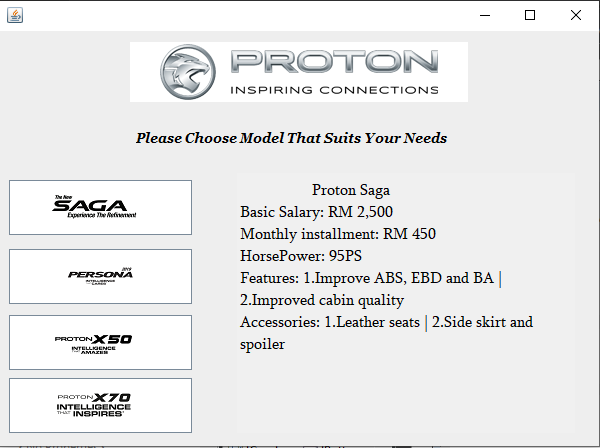 PROTON
INSPIRING CONNECTIONS
Please Choose Model That Suits Your Needs
The New
SAGA
Experience The Refinement
2019
PERSONA
INTELLIGENCE
THAT CARES
PROTON X50
INTELLIGENCE
THAT AMAZES
PROTON X70
INTELLIGENCE
THAT INSPIRES
Proton Saga
Basic Salary: RM 2,500
Monthly installment: RM 450
HorsePower: 95PS
Features: 1.Improve ABS, EBD and BA |
2.Improved cabin quality
Accessories: 1.Leather seats | 2.Side skirt and
spoiler